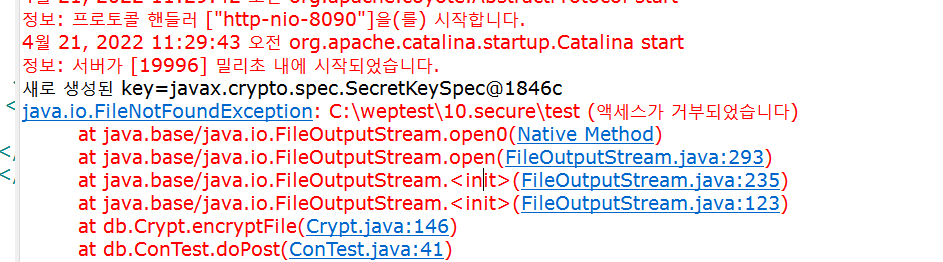 정보: 프로토콜 핸들러 ["http-nio-8090"]을(를) 시작합니다.
4월 21, 2022 11:29:43 오전 org.apache.catalina.startup.Catalina start
정보: 서버가 [19996] 밀리초 내에 시작되었습니다.
새로 생성된 key=javax.crypto.spec.SecretKeySpec@1846c
java.io.FileNotFoundException: C:\weptest\10.secure\test (액세스가 거부되었습니다)
at java.base/java.io.FileOutputStream.open0(Native Method)
at java.base/java.io.FileOutputStream.open(FileOutputStream.java:293)
at java.base/java.io.FileOutputStream.<init>(FileOutputStream.java:235)
at java.base/java.io.FileOutputStream.<init>(FileOutputStream.java:123)
at db.Crypt.encryptFile(Crypt.java:146)
at db.ConTest.doPost(ConTest.java:41)